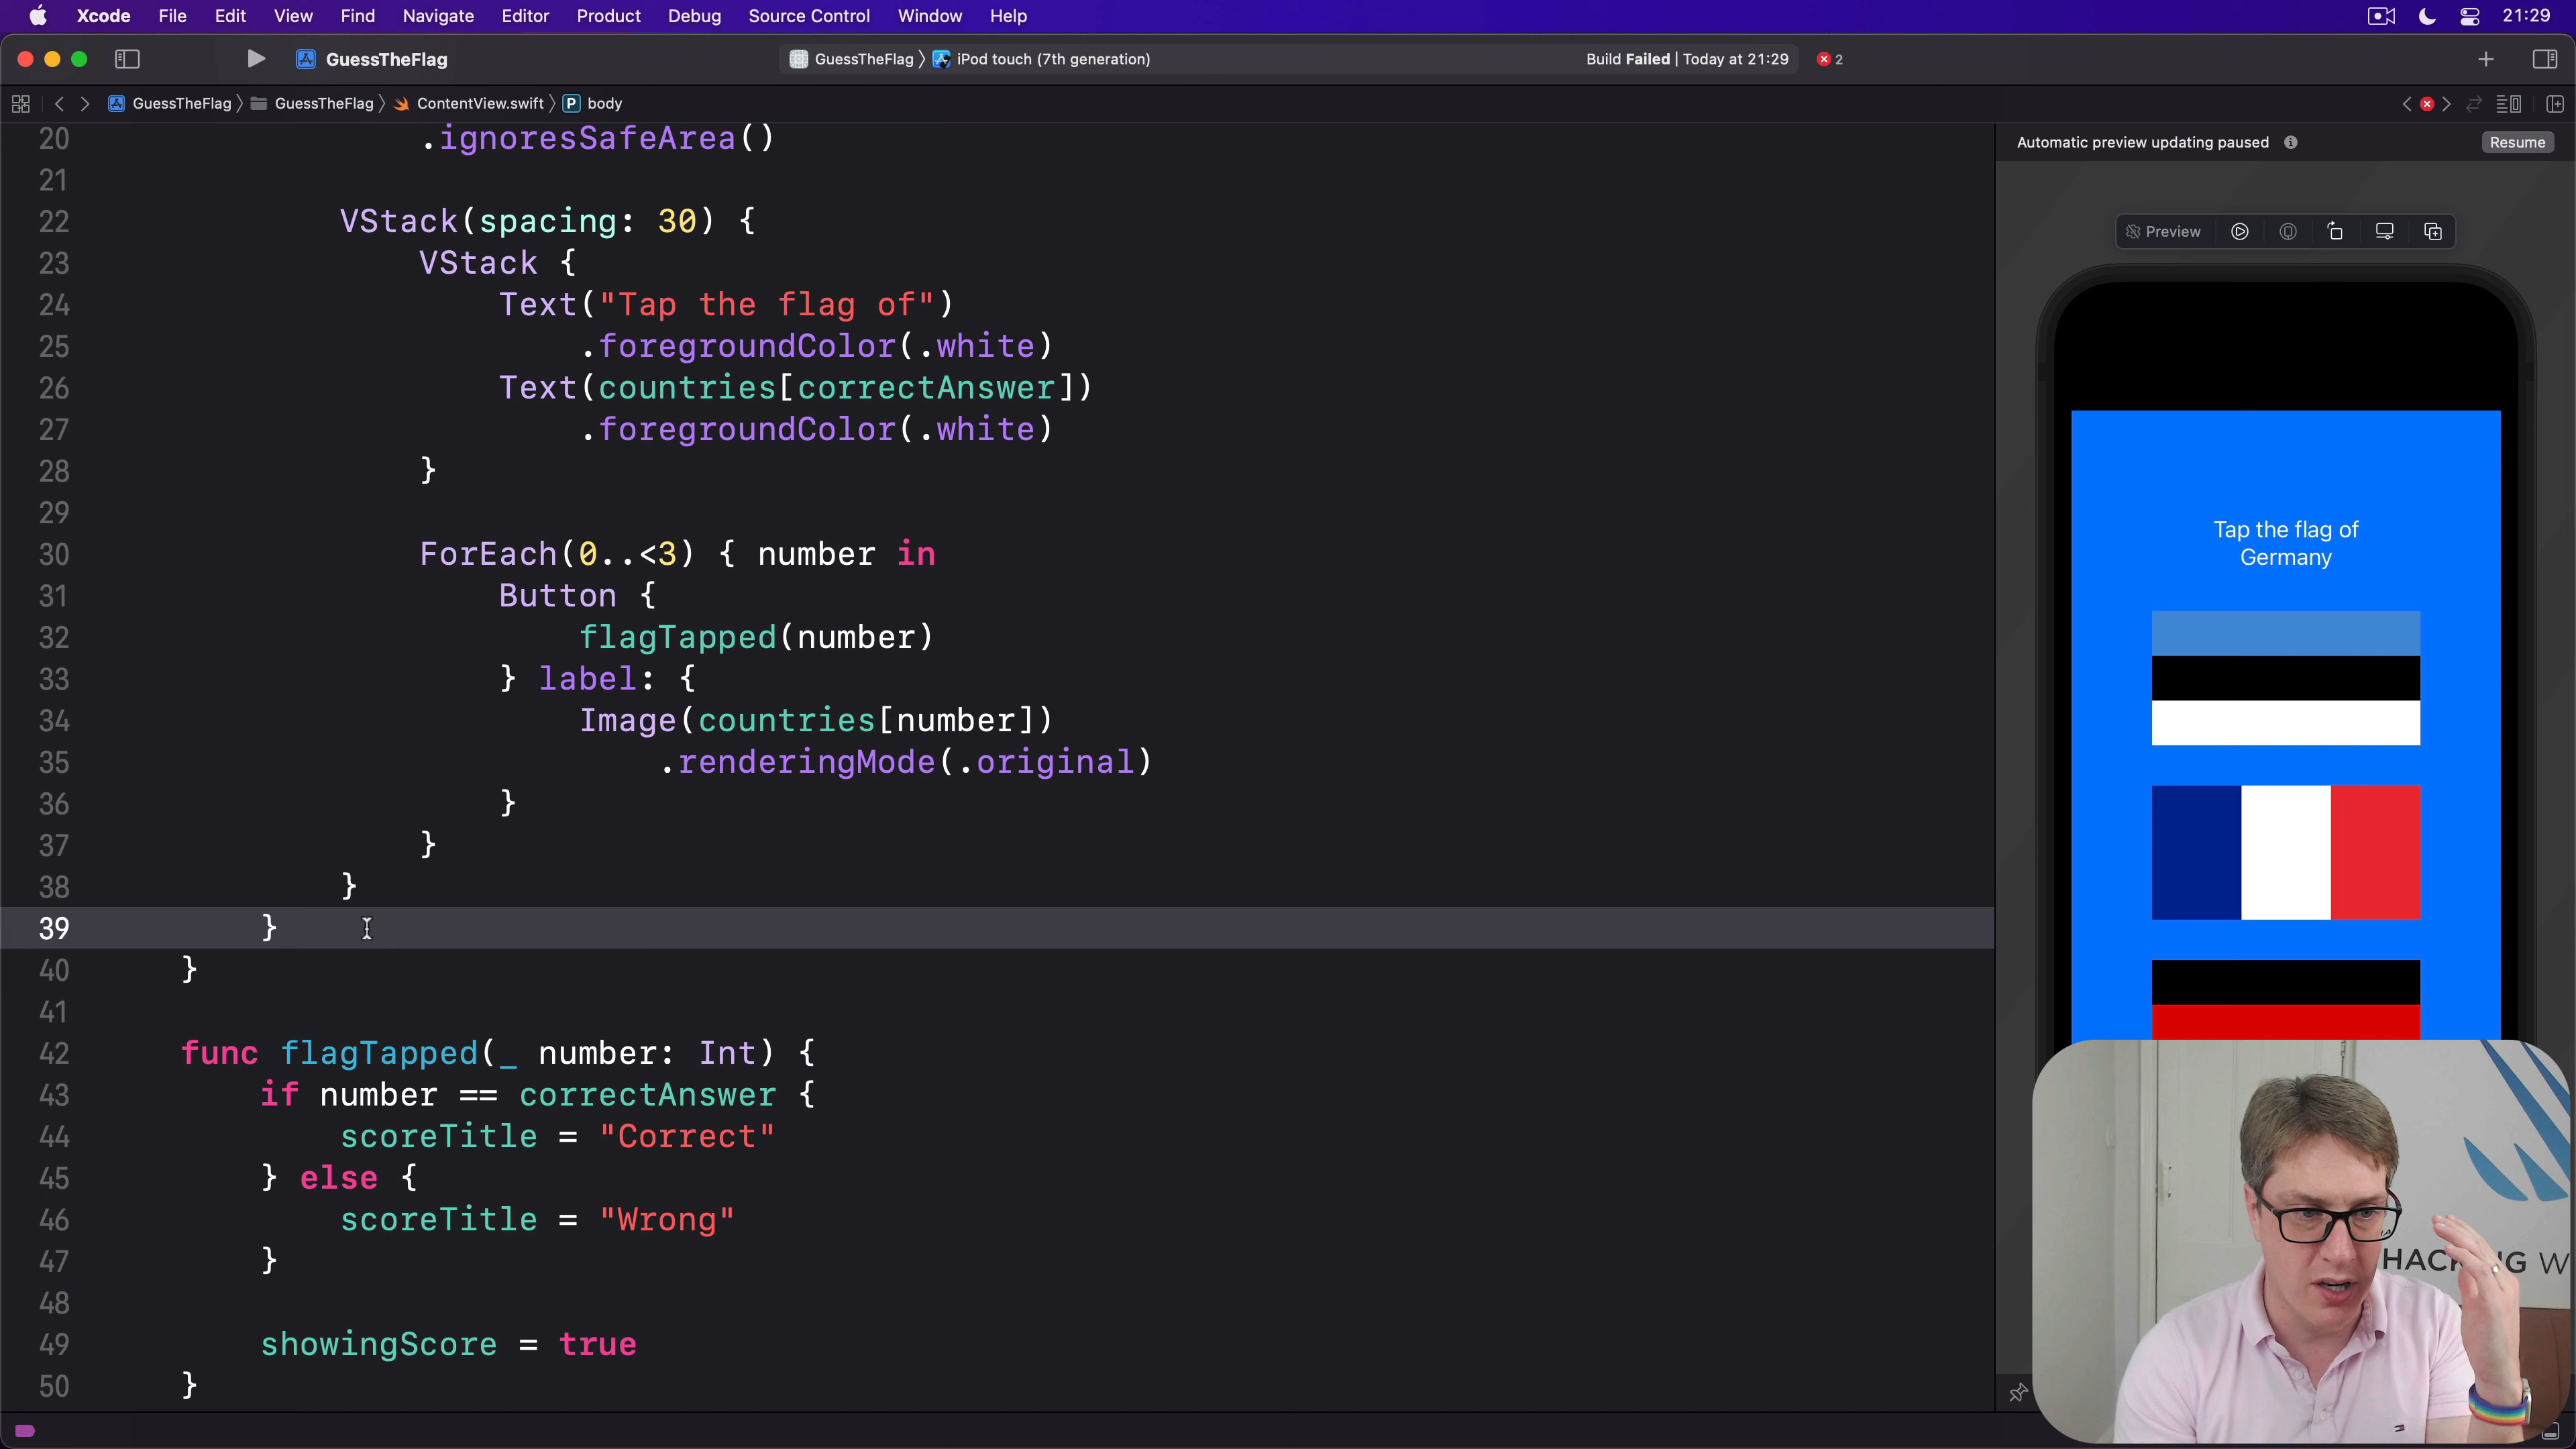 Xcode File Edit View Find Navigate Editor Product Debug Source Control Window Help 21:29
GuessTheFlag
GuessTheFlag iPod touch (7th generation) Build Failed | Today at 21:29 2
GuessTheFlag GuessTheFlag ContentView.swift P body
Automatic preview updating paused Resume
Preview
20 .ignoresSafeArea()
21
22 VStack(spacing: 30) {
23 VStack {
24 Text("Tap the flag of")
25 .foregroundColor(.white)
26 Text(countries[correctAnswer])
27 .foregroundColor(.white)
28 }
29
30 ForEach(0..<3) { number in
31 Button {
32 flagTapped(number)
33 } label: {
34 Image(countries[number])
35 .renderingMode(.original)
36 }
37 }
38 }
39 }
40 }
41
42 func flagTapped(_ number: Int) {
43 if number == correctAnswer {
44 scoreTitle = "Correct"
45 } else {
46 scoreTitle = "Wrong"
47 }
48
49 showingScore = true
50 }
Tap the flag of
Germany